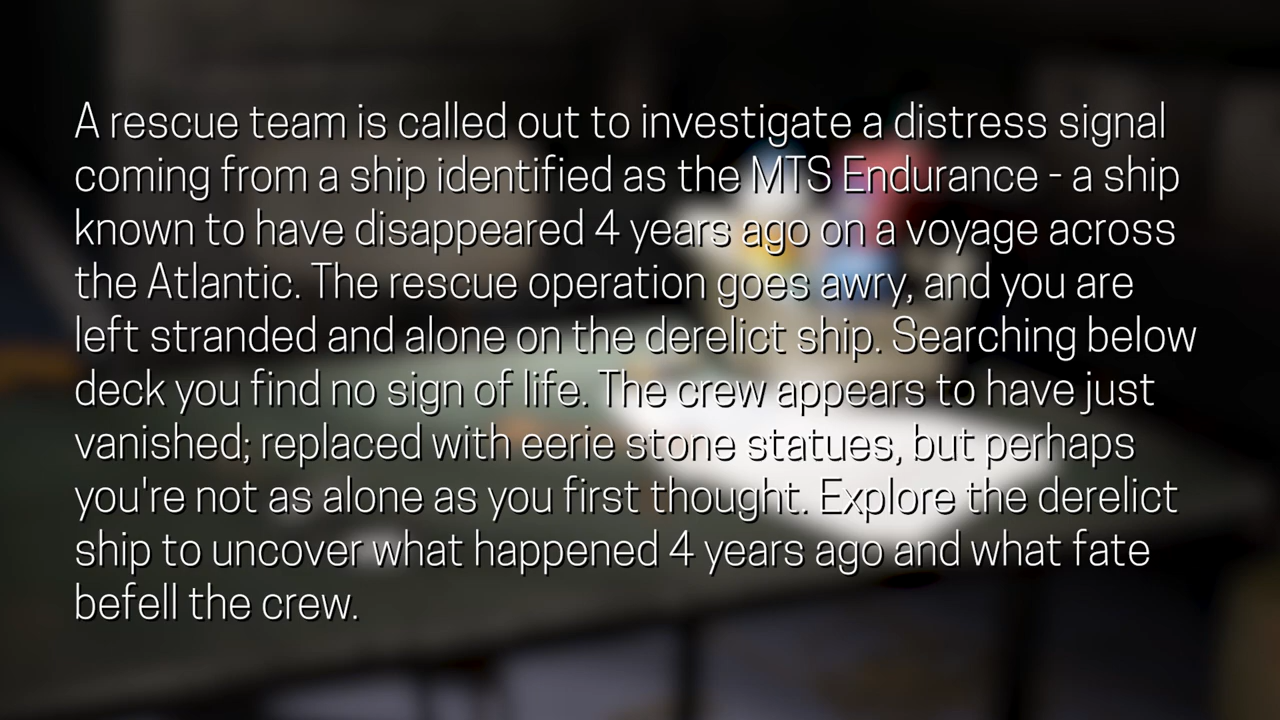 A rescue team is called out to investigate a distress signal
coming from a ship identified as the MTS Endurance - a ship
known to have disappeared 4 years ago on a voyage across
the Atlantic. The rescue operation goes awry, and you are
left stranded and alone on the derelict ship. Searching below
deck you find no sign of life. The crew appears to have just
vanished; replaced with eerie stone statues, but perhaps
you're not as alone as you first thought. Explore the derelict
ship to uncover what happened 4 years ago and what fate
befell the crew.